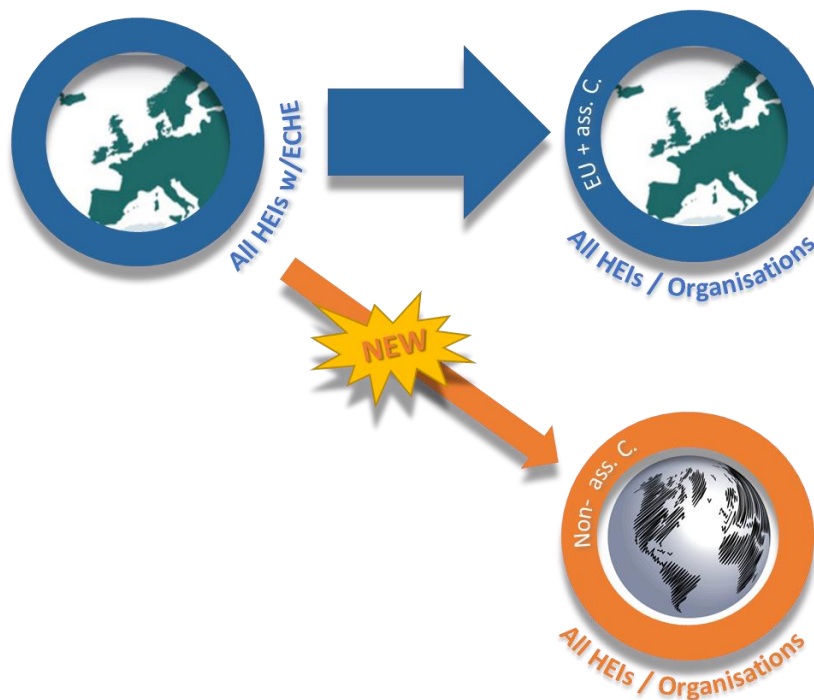 All HEIs w/ECHE
EU + ass. C.
All HEIs / Organisations
NEW
Non- ass. C.
All HEIs / Organisations